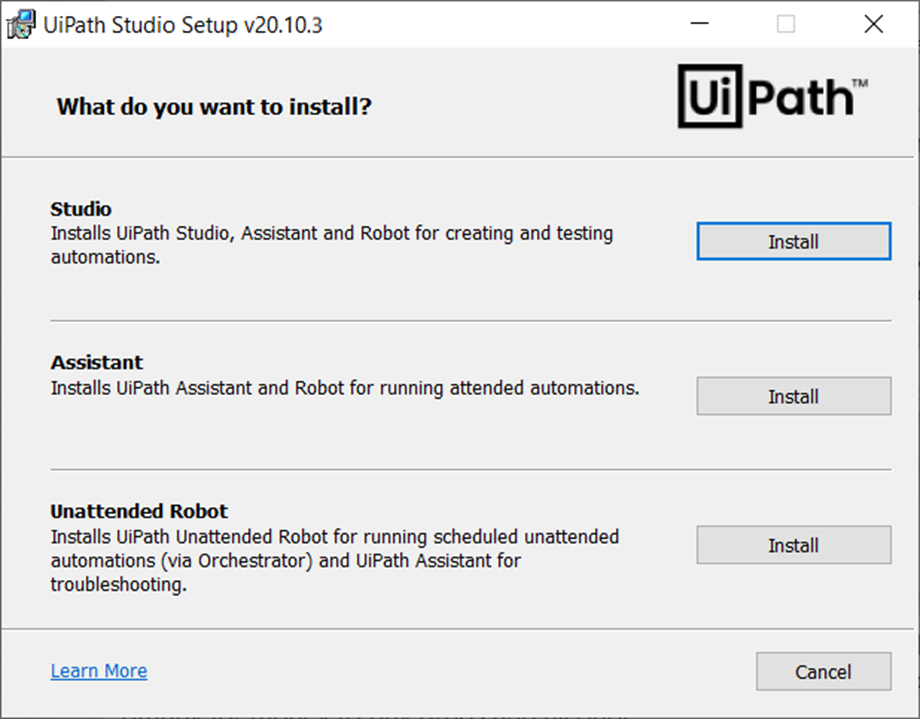 UiPath Studio Setup v20.10.3
What do you want to install?
UiPath™
Studio
Installs UiPath Studio, Assistant and Robot for creating and testing
automations.
Install
Assistant
Installs UiPath Assistant and Robot for running attended automations.
Install
Unattended Robot
Installs UiPath Unattended Robot for running scheduled unattended
automations (via Orchestrator) and UiPath Assistant for
troubleshooting.
Install
Learn More
Cancel